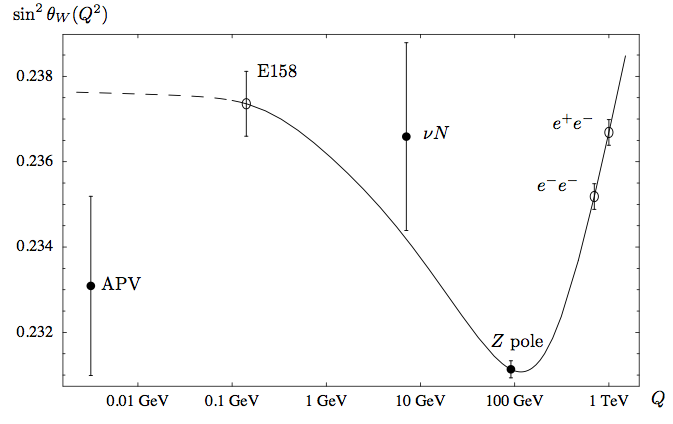 sin² θ_W(Q²)
0.238
E158
νN
e⁺e⁻
0.236
e⁻e⁻
0.234
APV
0.232
Z pole
0.01 GeV 0.1 GeV 1 GeV 10 GeV 100 GeV 1 TeV Q